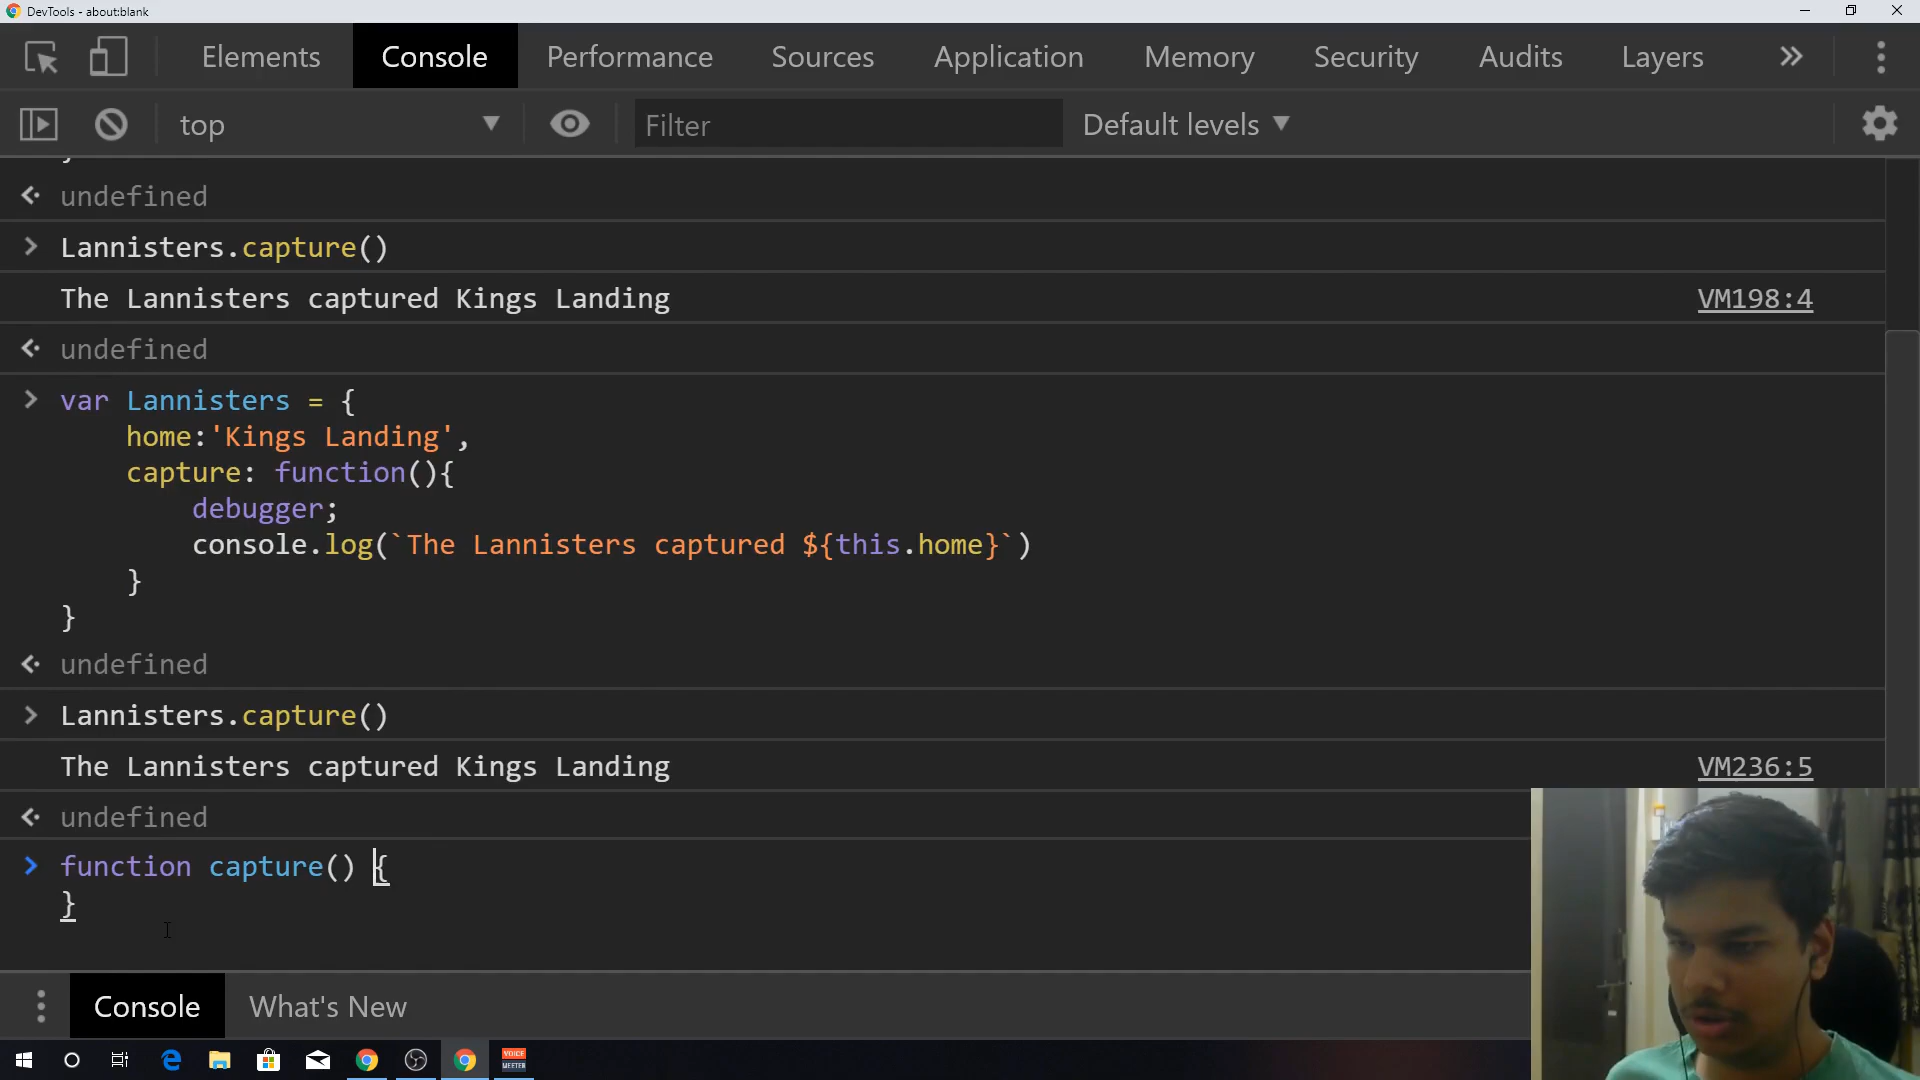 DevTools - about:blank
Elements Console Performance Sources Application Memory Security Audits Layers
top Filter Default levels
}
undefined
Lannisters.capture()
The Lannisters captured Kings Landing VM198:4
undefined
var Lannisters = {
home:'Kings Landing',
capture: function(){
debugger;
console.log(`The Lannisters captured ${this.home}`)
}
}
undefined
Lannisters.capture()
The Lannisters captured Kings Landing VM236:5
undefined
function capture() {
}
Console What's New
VOICE
MEETER